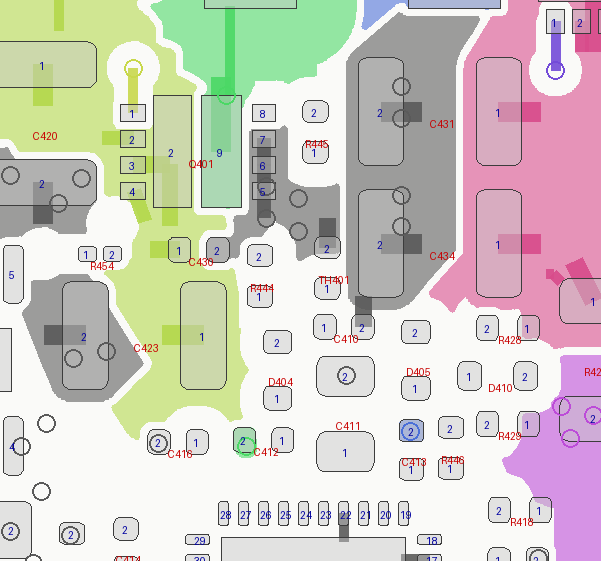 1 2
1
1 8 2 2 C431 1
C420 2 7 R445
2 9 1
3 Q401 6
2 4 5
2 1
1 2 C430 2 2 2 C434 1
5 R454
TH401
R444 1
1 1
1 2 2 2 1
2 1 C410 R428
C423 2 D405
2 1 D410 2
D404
1
C411 2 2 2 R429 1 2
4 2 1 2 1
C416 C412 1 C413 R446
1 1
28 27 26 25 24 23 22 21 20 19 2 1
2 2 2 R418
29 18
30 17 1 2